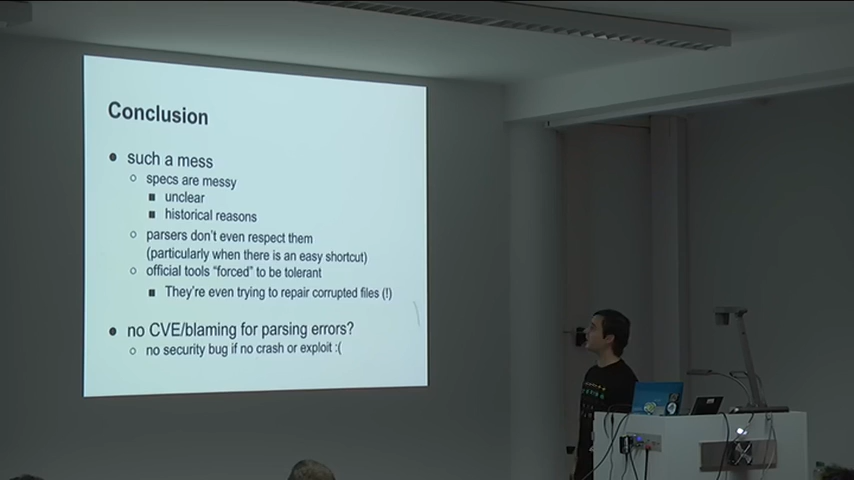 Conclusion
● such a mess
○ specs are messy
■ unclear
■ historical reasons
○ parsers don't even respect them
(particularly when there is an easy shortcut)
○ official tools “forced” to be tolerant
■ They're even trying to repair corrupted files (!)
● no CVE/blaming for parsing errors?
○ no security bug if no crash or exploit :(